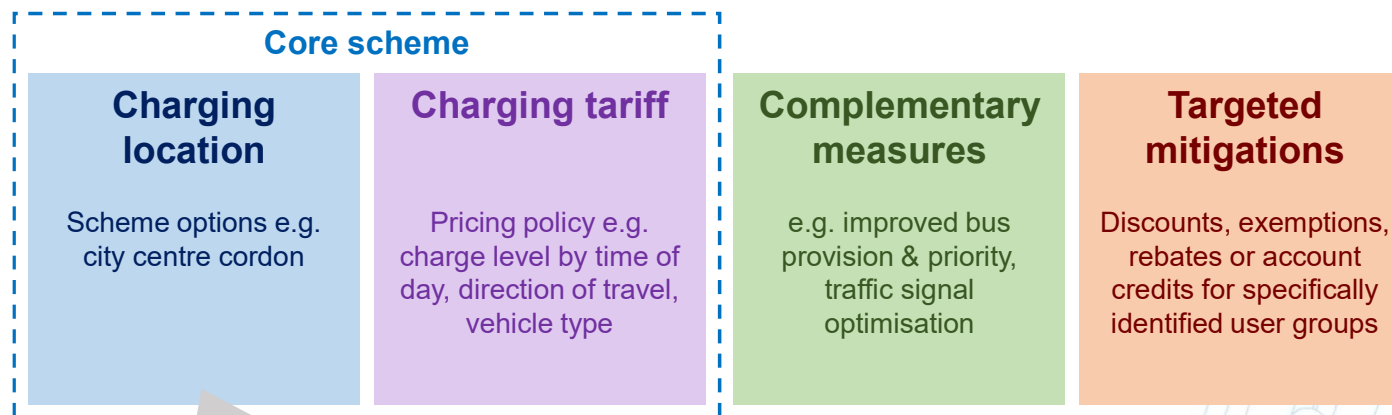 Core scheme
Charging
location
Scheme options e.g.
city centre cordon
Charging tariff
Pricing policy e.g.
charge level by time of
day, direction of travel,
vehicle type
Complementary
measures
e.g. improved bus
provision & priority,
traffic signal
optimisation
Targeted
mitigations
Discounts, exemptions,
rebates or account
credits for specifically
identified user groups